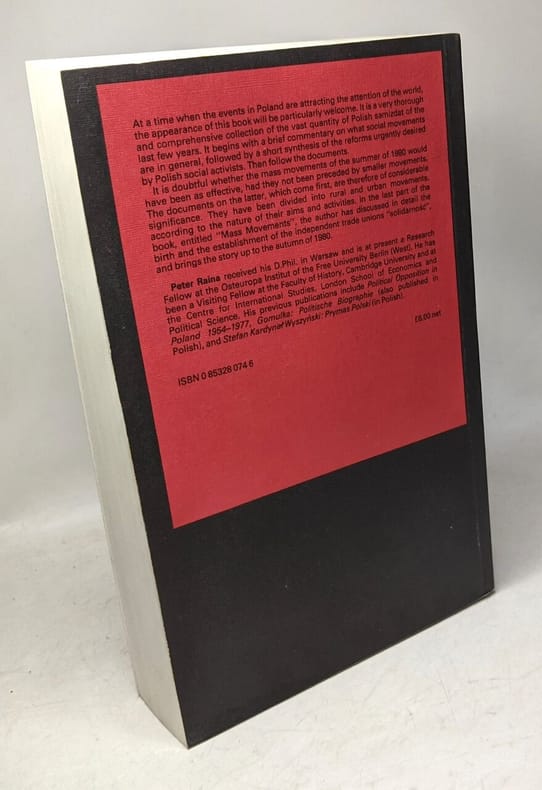 At a time when the events in Poland are attracting the attention of the world,
the appearance of this book will be particularly welcome. It is a very thorough
and comprehensive collection of the vast quantity of Polish samizdat of the
last few years. It begins with a brief commentary on what social movements
are in general, followed by a short synthesis of the reforms urgently desired
by Polish social activists. Then follow the documents.
It is doubtful whether the mass movements of the summer of 1980 would
have been as effective, had they not been preceded by smaller movements.
The documents on the latter, which come first, are therefore of considerable
significance. They have been divided into rural and urban movements,
according to the nature of their aims and activities. In the last part of the
book, entitled "Mass Movements", the author has discussed in detail the
birth and the establishment of the independent trade unions "solidarność",
and brings the story up to the autumn of 1980.
Peter Raina received his D.Phil. in Warsaw and is at present a Research
Fellow at the Osteuropa Institut of the Free University Berlin (West). He has
been a Visiting Fellow at the Faculty of History, Cambridge University and at
the Centre for International Studies, London School of Economics and
Political Science. His previous publications include Political Opposition in
Poland 1954–1977, Gomulka: Politische Biographie (also published in
Polish), and Stefan Kardynał Wyszyński: Prymas Polski (in Polish).
£6.00 net
ISBN 0 85328 074 6